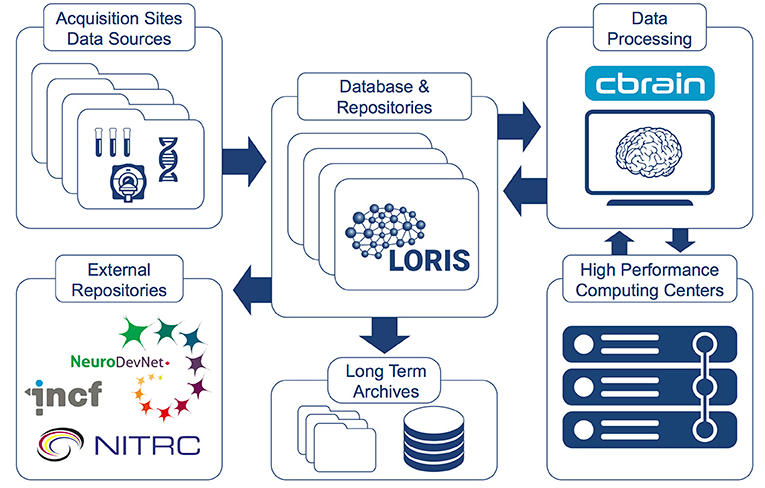 Acquisition Sites
Data Sources
Database &
Repositories
LORIS
Data
Processing
cbrain
External
Repositories
NeuroDevNet
incf
NITRC
Long Term
Archives
High Performance
Computing Centers